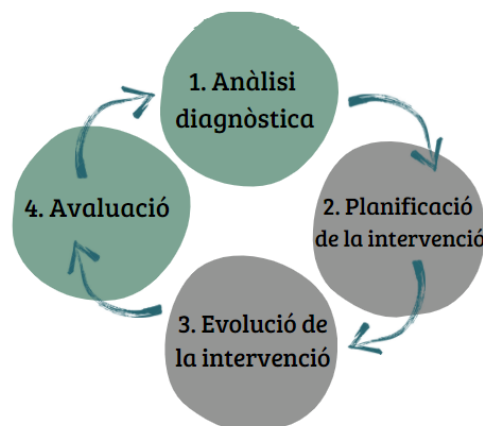 1. Anàlisi
diagnòstica
2. Planificació
de la intervenció
3. Evolució de
la intervenció
4. Avaluació